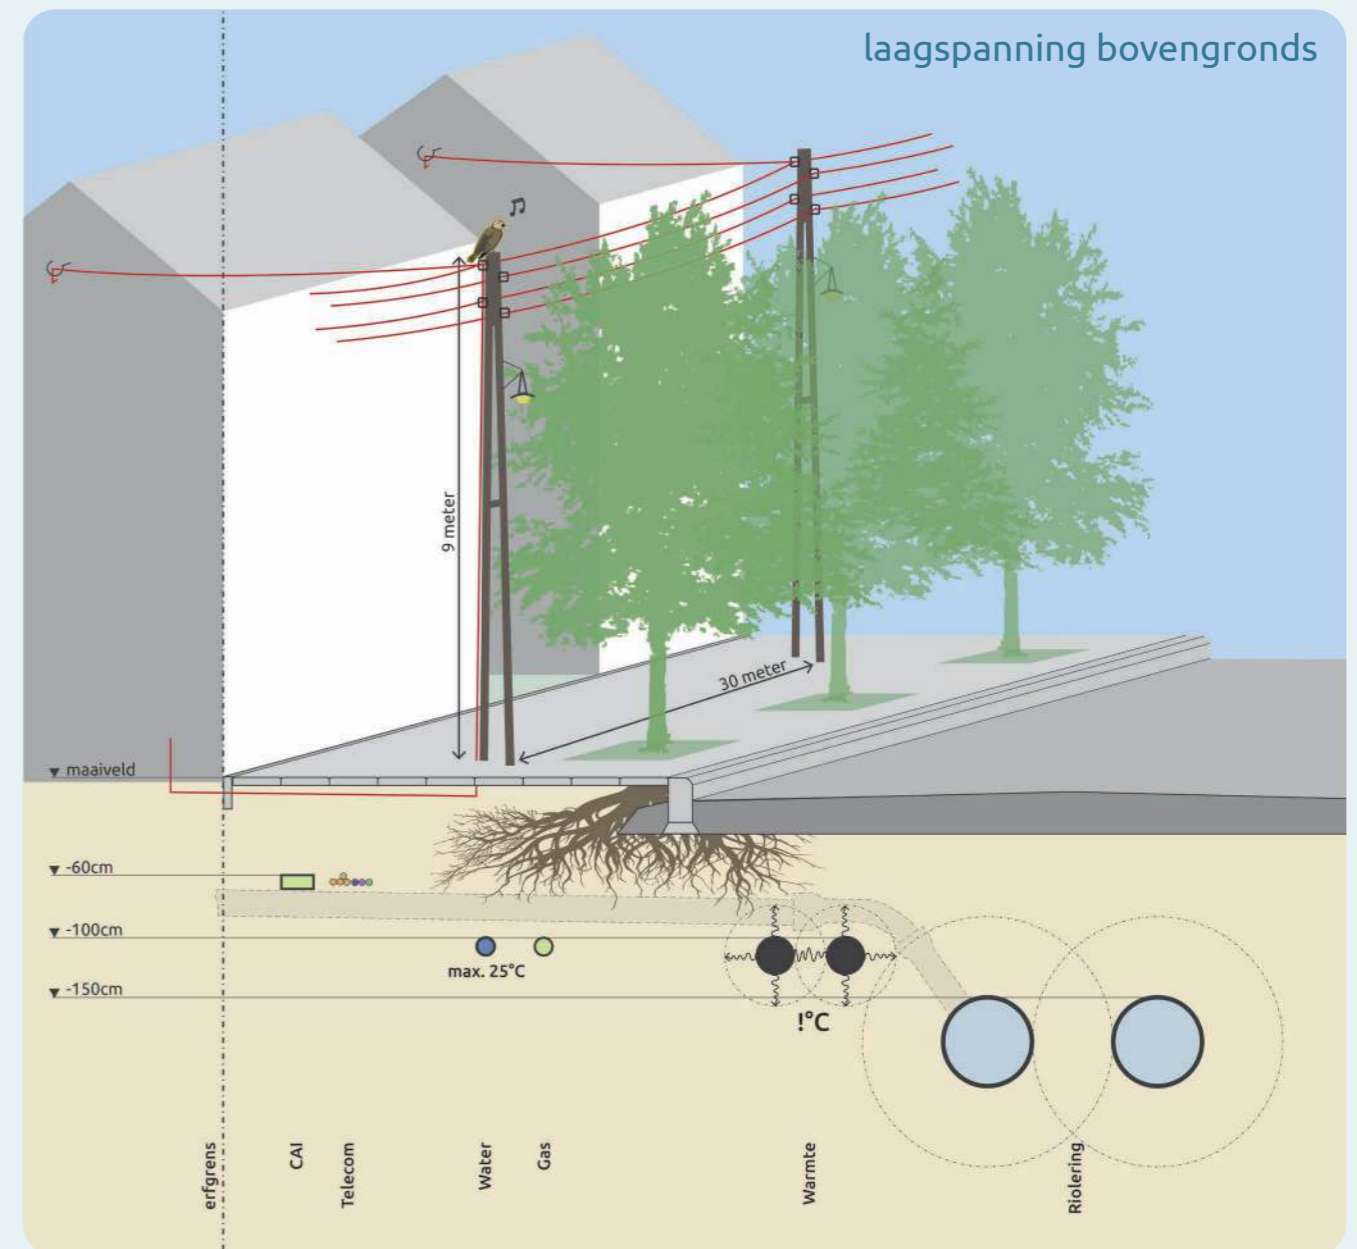 laagspanning bovengronds
9 meter
30 meter
maaiveld
-60cm
-100cm
max. 25°C
-150cm
!°C
erfgrens
CAI
Telecom
Water
Gas
Warmte
Riolering